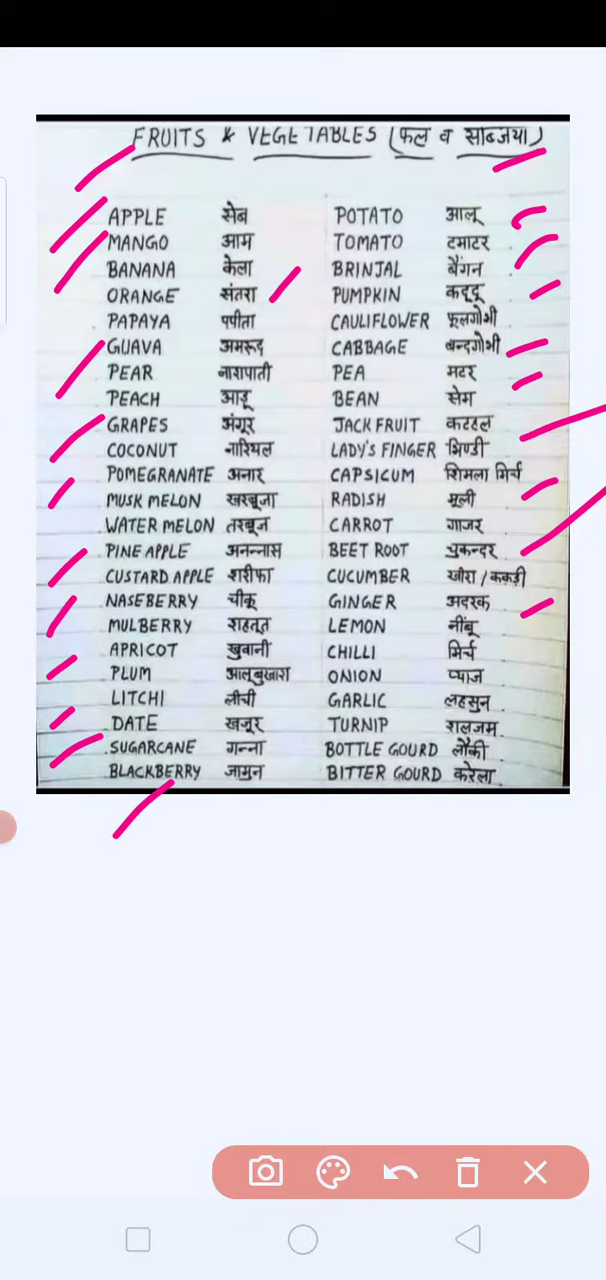 FRUITS & VEGETABLES (फल व सब्जियां)
APPLE सेब POTATO आलू
MANGO आम TOMATO टमाटर
BANANA केला BRINJAL बैंगन
ORANGE संतरा PUMPKIN कद्दू
PAPAYA पपीता CAULIFLOWER फूलगोभी
GUAVA अमरूद CABBAGE बन्दगोभी
PEAR नाशपाती PEA मटर
PEACH आड़ू BEAN सेम
GRAPES अंगूर JACK FRUIT कटहल
COCONUT नारियल LADY'S FINGER भिण्डी
POMEGRANATE अनार CAPSICUM शिमला मिर्च
MUSK MELON खरबूजा RADISH मूली
WATER MELON तरबूज CARROT गाजर
PINE APPLE अनन्नास BEET ROOT चुकन्दर
CUSTARD APPLE शरीफा CUCUMBER खीरा / ककड़ी
NASEBERRY चीकू GINGER अदरक
MULBERRY शहतूत LEMON नींबू
APRICOT खुबानी CHILLI मिर्च
PLUM आलूबुखारा ONION प्याज
LITCHI लीची GARLIC लहसुन
DATE खजूर TURNIP शलजम
SUGARCANE गन्ना BOTTLE GOURD लौकी
BLACKBERRY जामुन BITTER GOURD करेला